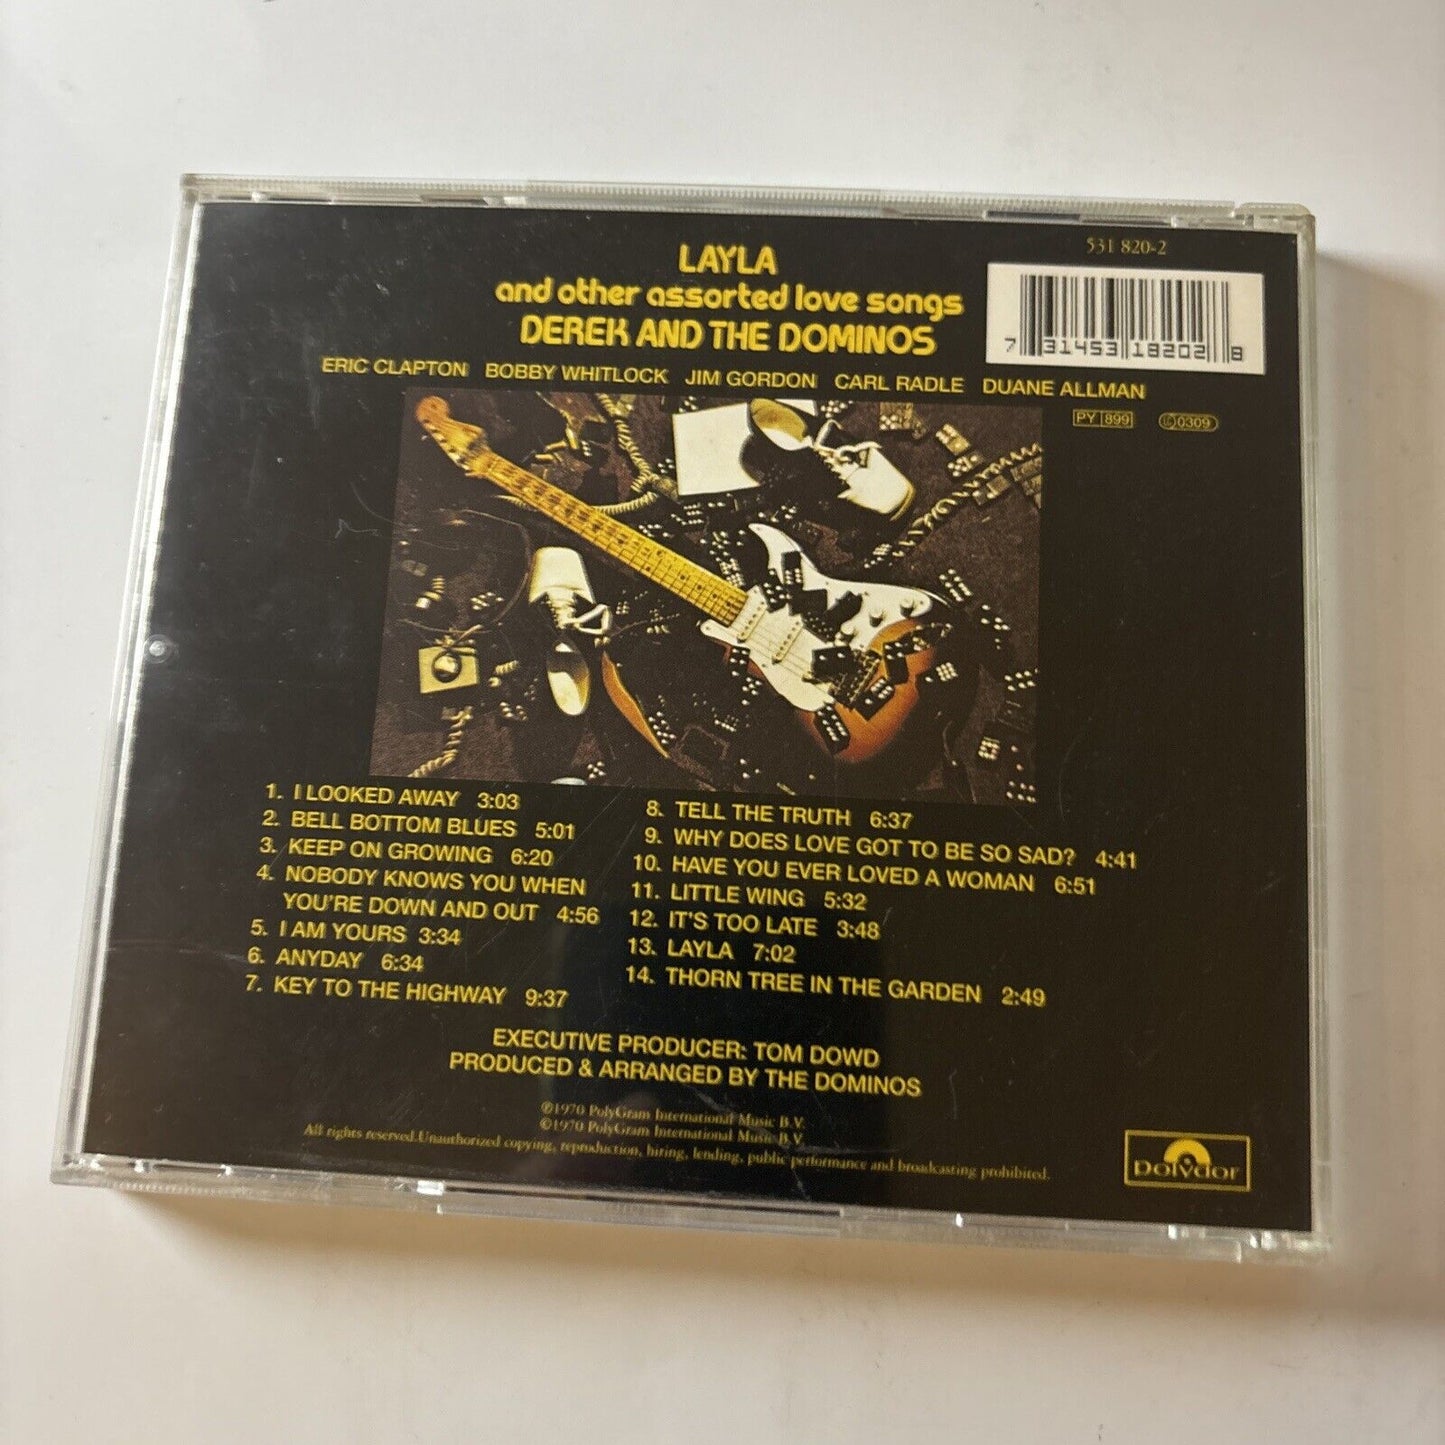 531 820-2
LAYLA
and other assorted love songs
DEREK AND THE DOMINOS
7 31453 18202 8
ERIC CLAPTON BOBBY WHITLOCK JIM GORDON CARL RADLE DUANE ALLMAN
PY 899 LC 0309
1. I LOOKED AWAY 3:03
2. BELL BOTTOM BLUES 5:01
3. KEEP ON GROWING 6:20
4. NOBODY KNOWS YOU WHEN
YOU'RE DOWN AND OUT 4:56
5. I AM YOURS 3:34
6. ANYDAY 6:34
7. KEY TO THE HIGHWAY 9:37
8. TELL THE TRUTH 6:37
9. WHY DOES LOVE GOT TO BE SO SAD? 4:41
10. HAVE YOU EVER LOVED A WOMAN 6:51
11. LITTLE WING 5:32
12. IT'S TOO LATE 3:48
13. LAYLA 7:02
14. THORN TREE IN THE GARDEN 2:49
EXECUTIVE PRODUCER: TOM DOWD
PRODUCED & ARRANGED BY THE DOMINOS
℗1970 PolyGram International Music B.V.
©1970 PolyGram International Music B.V.
All rights reserved.Unauthorized copying, reproduction, hiring, lending, public performance and broadcasting prohibited.
Polydor